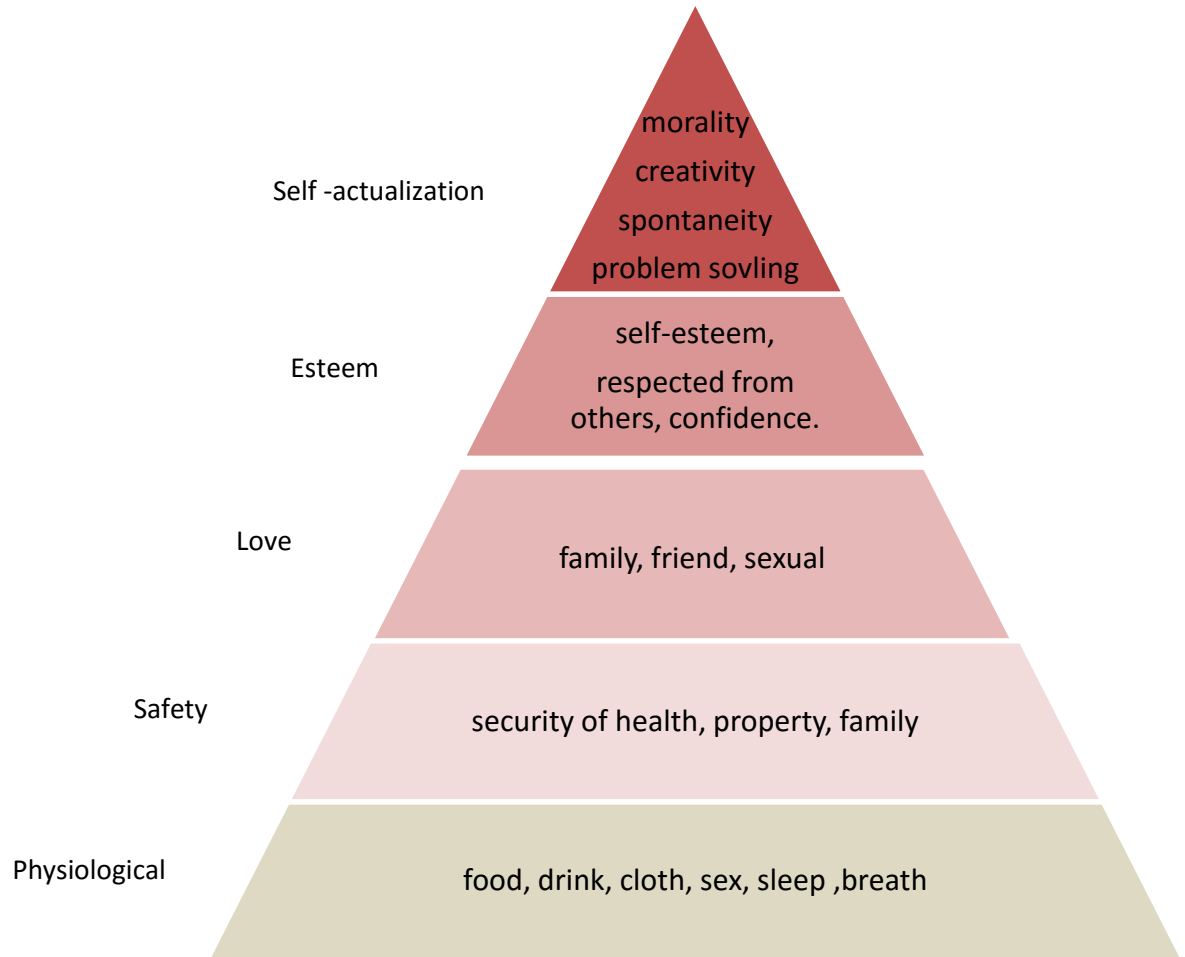 morality
creativity
Self -actualization
spontaneity
problem sovling
self-esteem,
Esteem
respected from
others, confidence.
Love
family, friend, sexual
Safety
security of health, property, family
Physiological
food, drink, cloth, sex, sleep ,breath